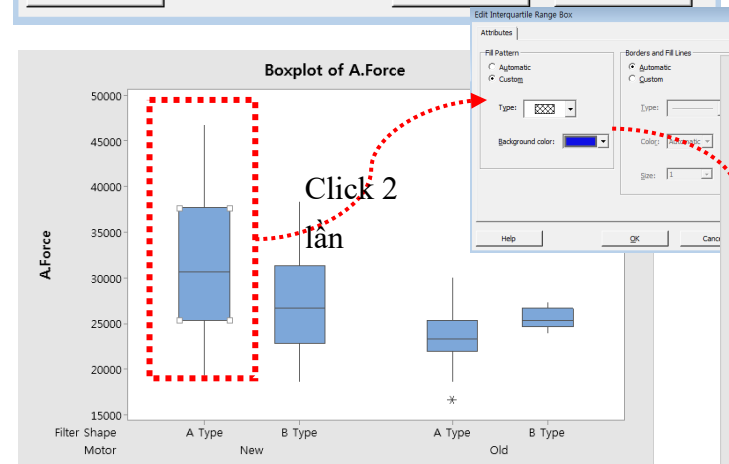 Edit Interquartile Range Box
Attributes
Fill Pattern
Automatic
Custom
Type:
Background color:
Borders and Fill Lines
Automatic
Custom
Type:
Color: Automatic
Size: 1
Help OK
Boxplot of A.Force
Click 2
lần
A.Force
50000
45000
40000
35000
30000
25000
20000
15000
Filter Shape A Type B Type A Type B Type
Motor New Old